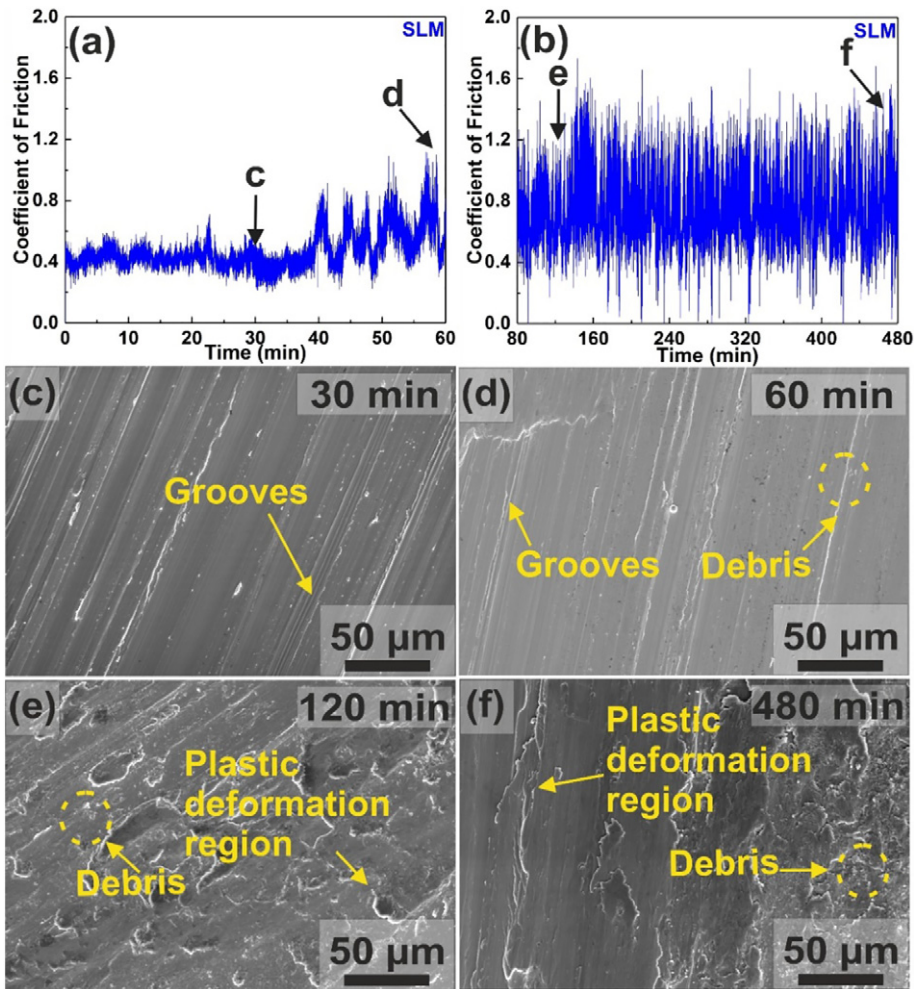 (a)
SLM
Coefficient of Friction
2.0
1.6
1.2
0.8
0.4
0.0
c
d
0 10 20 30 40 50 60
Time (min)
(b)
SLM
Coefficient of Friction
2.0
1.6
1.2
0.8
0.4
0.0
e
f
80 160 240 320 400 480
Time (min)
(c)
30 min
Grooves
50 μm
(d)
60 min
Grooves
Debris
50 μm
(e)
120 min
Plastic
deformation
region
Debris
50 μm
(f)
480 min
Plastic
deformation
region
Debris
50 μm